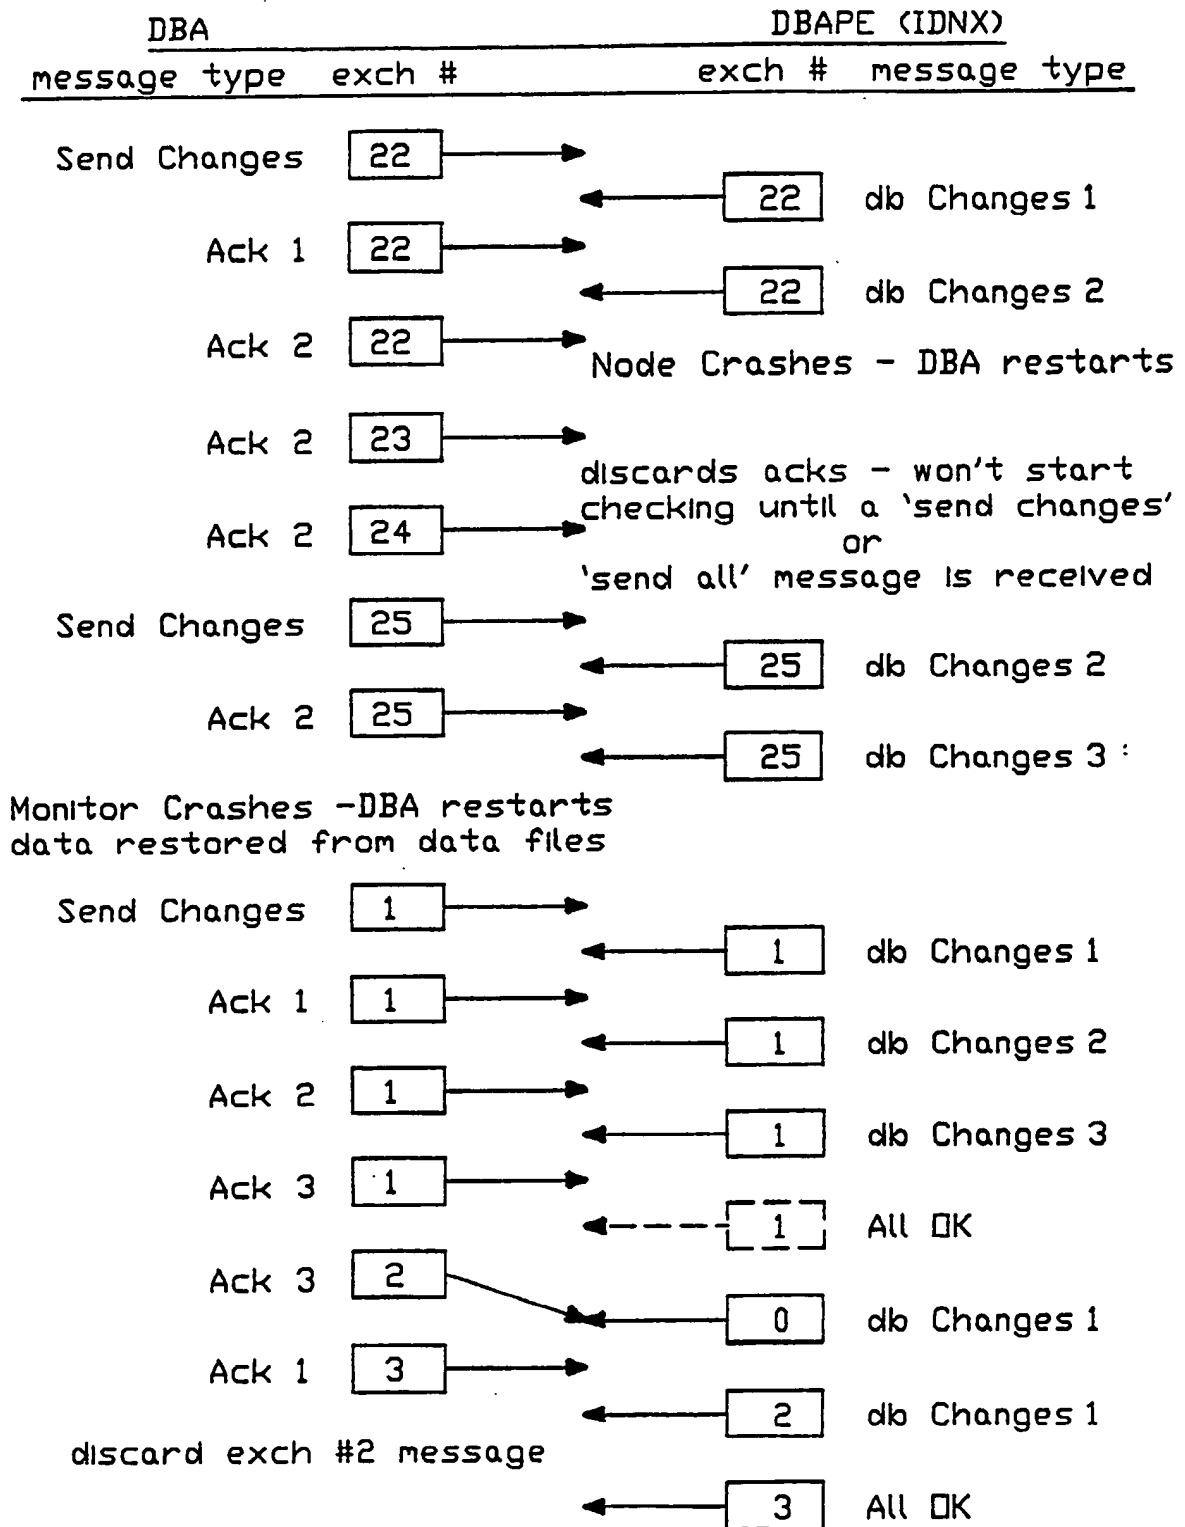 DBA DBAPE (IDNX)
message type exch # exch # message type
Send Changes 22
22 db Changes 1
Ack 1 22
22 db Changes 2
Ack 2 22
Node Crashes - DBA restarts
Ack 2 23
discards acks - won't start
checking until a 'send changes'
Ack 2 24
or
'send all' message is received
Send Changes 25
25 db Changes 2
Ack 2 25
25 db Changes 3
Monitor Crashes -DBA restarts
data restored from data files
Send Changes 1
1 db Changes 1
Ack 1 1
1 db Changes 2
Ack 2 1
1 db Changes 3
Ack 3 1
1 All OK
Ack 3 2
0 db Changes 1
Ack 1 3
2 db Changes 1
discard exch #2 message
3 All OK